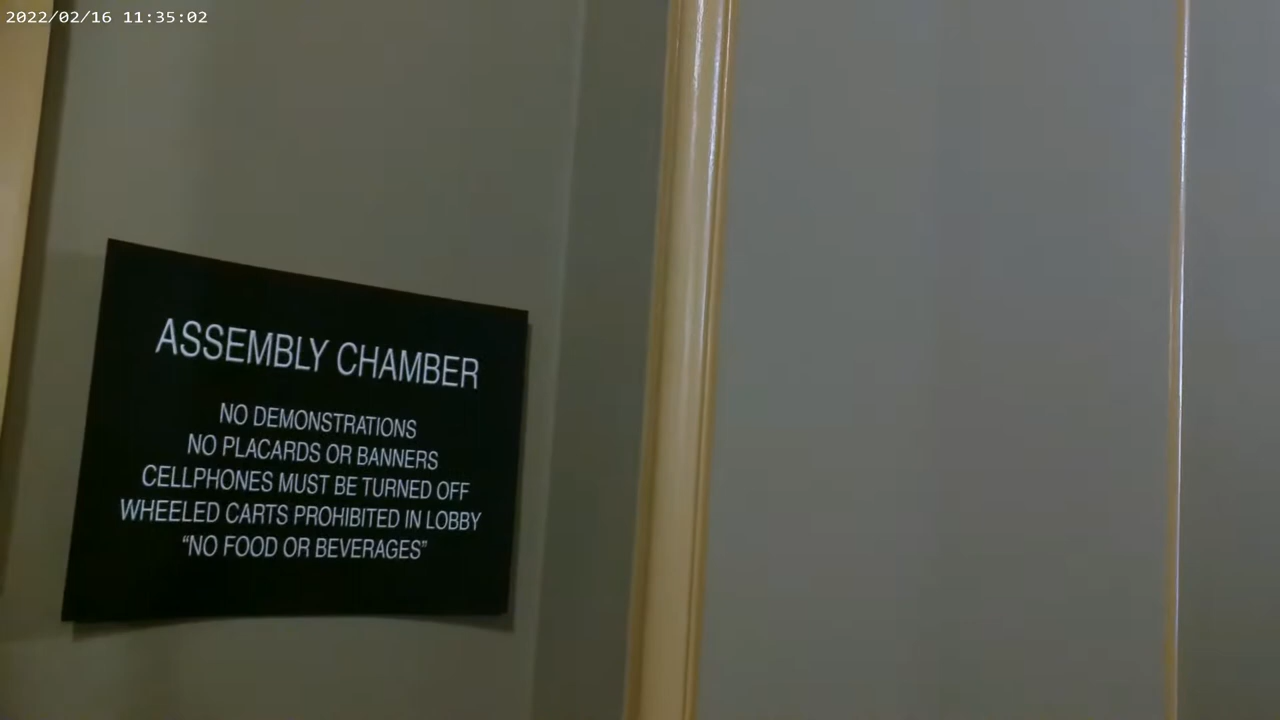 2022/02/16 11:35:02
ASSEMBLY CHAMBER
NO DEMONSTRATIONS
NO PLACARDS OR BANNERS
CELLPHONES MUST BE TURNED OFF
WHEELED CARTS PROHIBITED IN LOBBY
“NO FOOD OR BEVERAGES”